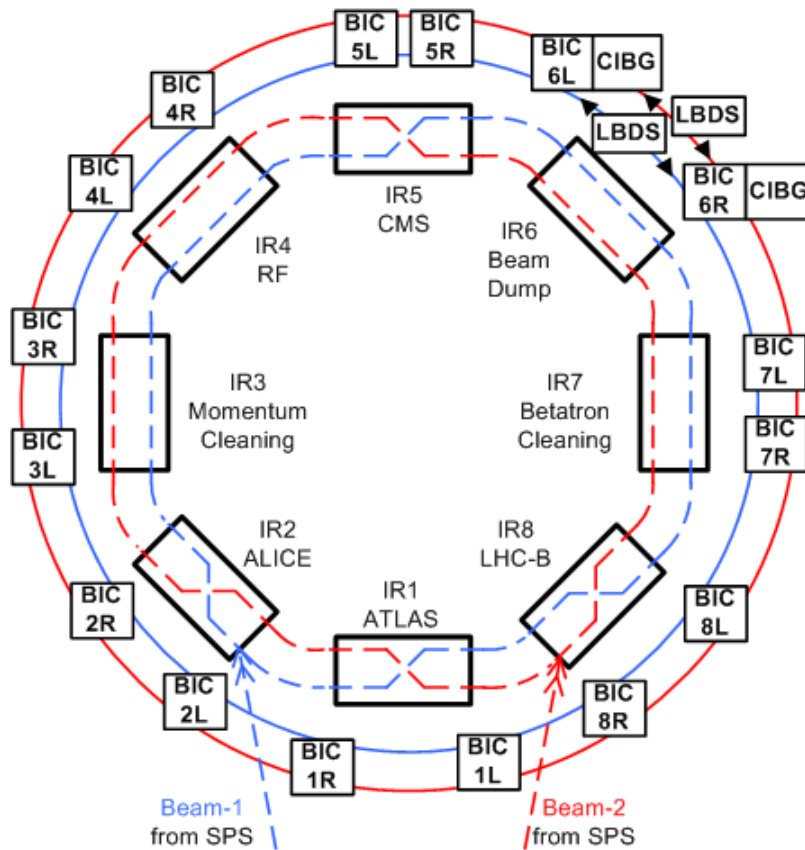 BIC
5L
BIC
5R
BIC
6L
CIBG
BIC
4R
LBDS
LBDS
BIC
4L
BIC
6R
CIBG
IR5
CMS
IR4
RF
IR6
Beam
Dump
BIC
3R
BIC
7L
IR3
Momentum
Cleaning
IR7
Betatron
Cleaning
BIC
3L
BIC
7R
IR2
ALICE
IR8
LHC-B
IR1
ATLAS
BIC
2R
BIC
8L
BIC
2L
BIC
8R
BIC
1R
BIC
1L
Beam-1
from SPS
Beam-2
from SPS